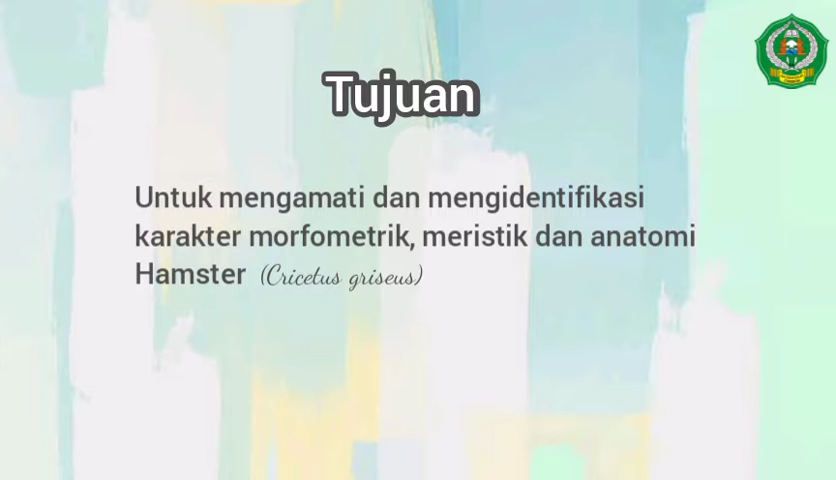 Tujuan
Untuk mengamati dan mengidentifikasi
karakter morfometrik, meristik dan anatomi
Hamster (Cricetus griseus)